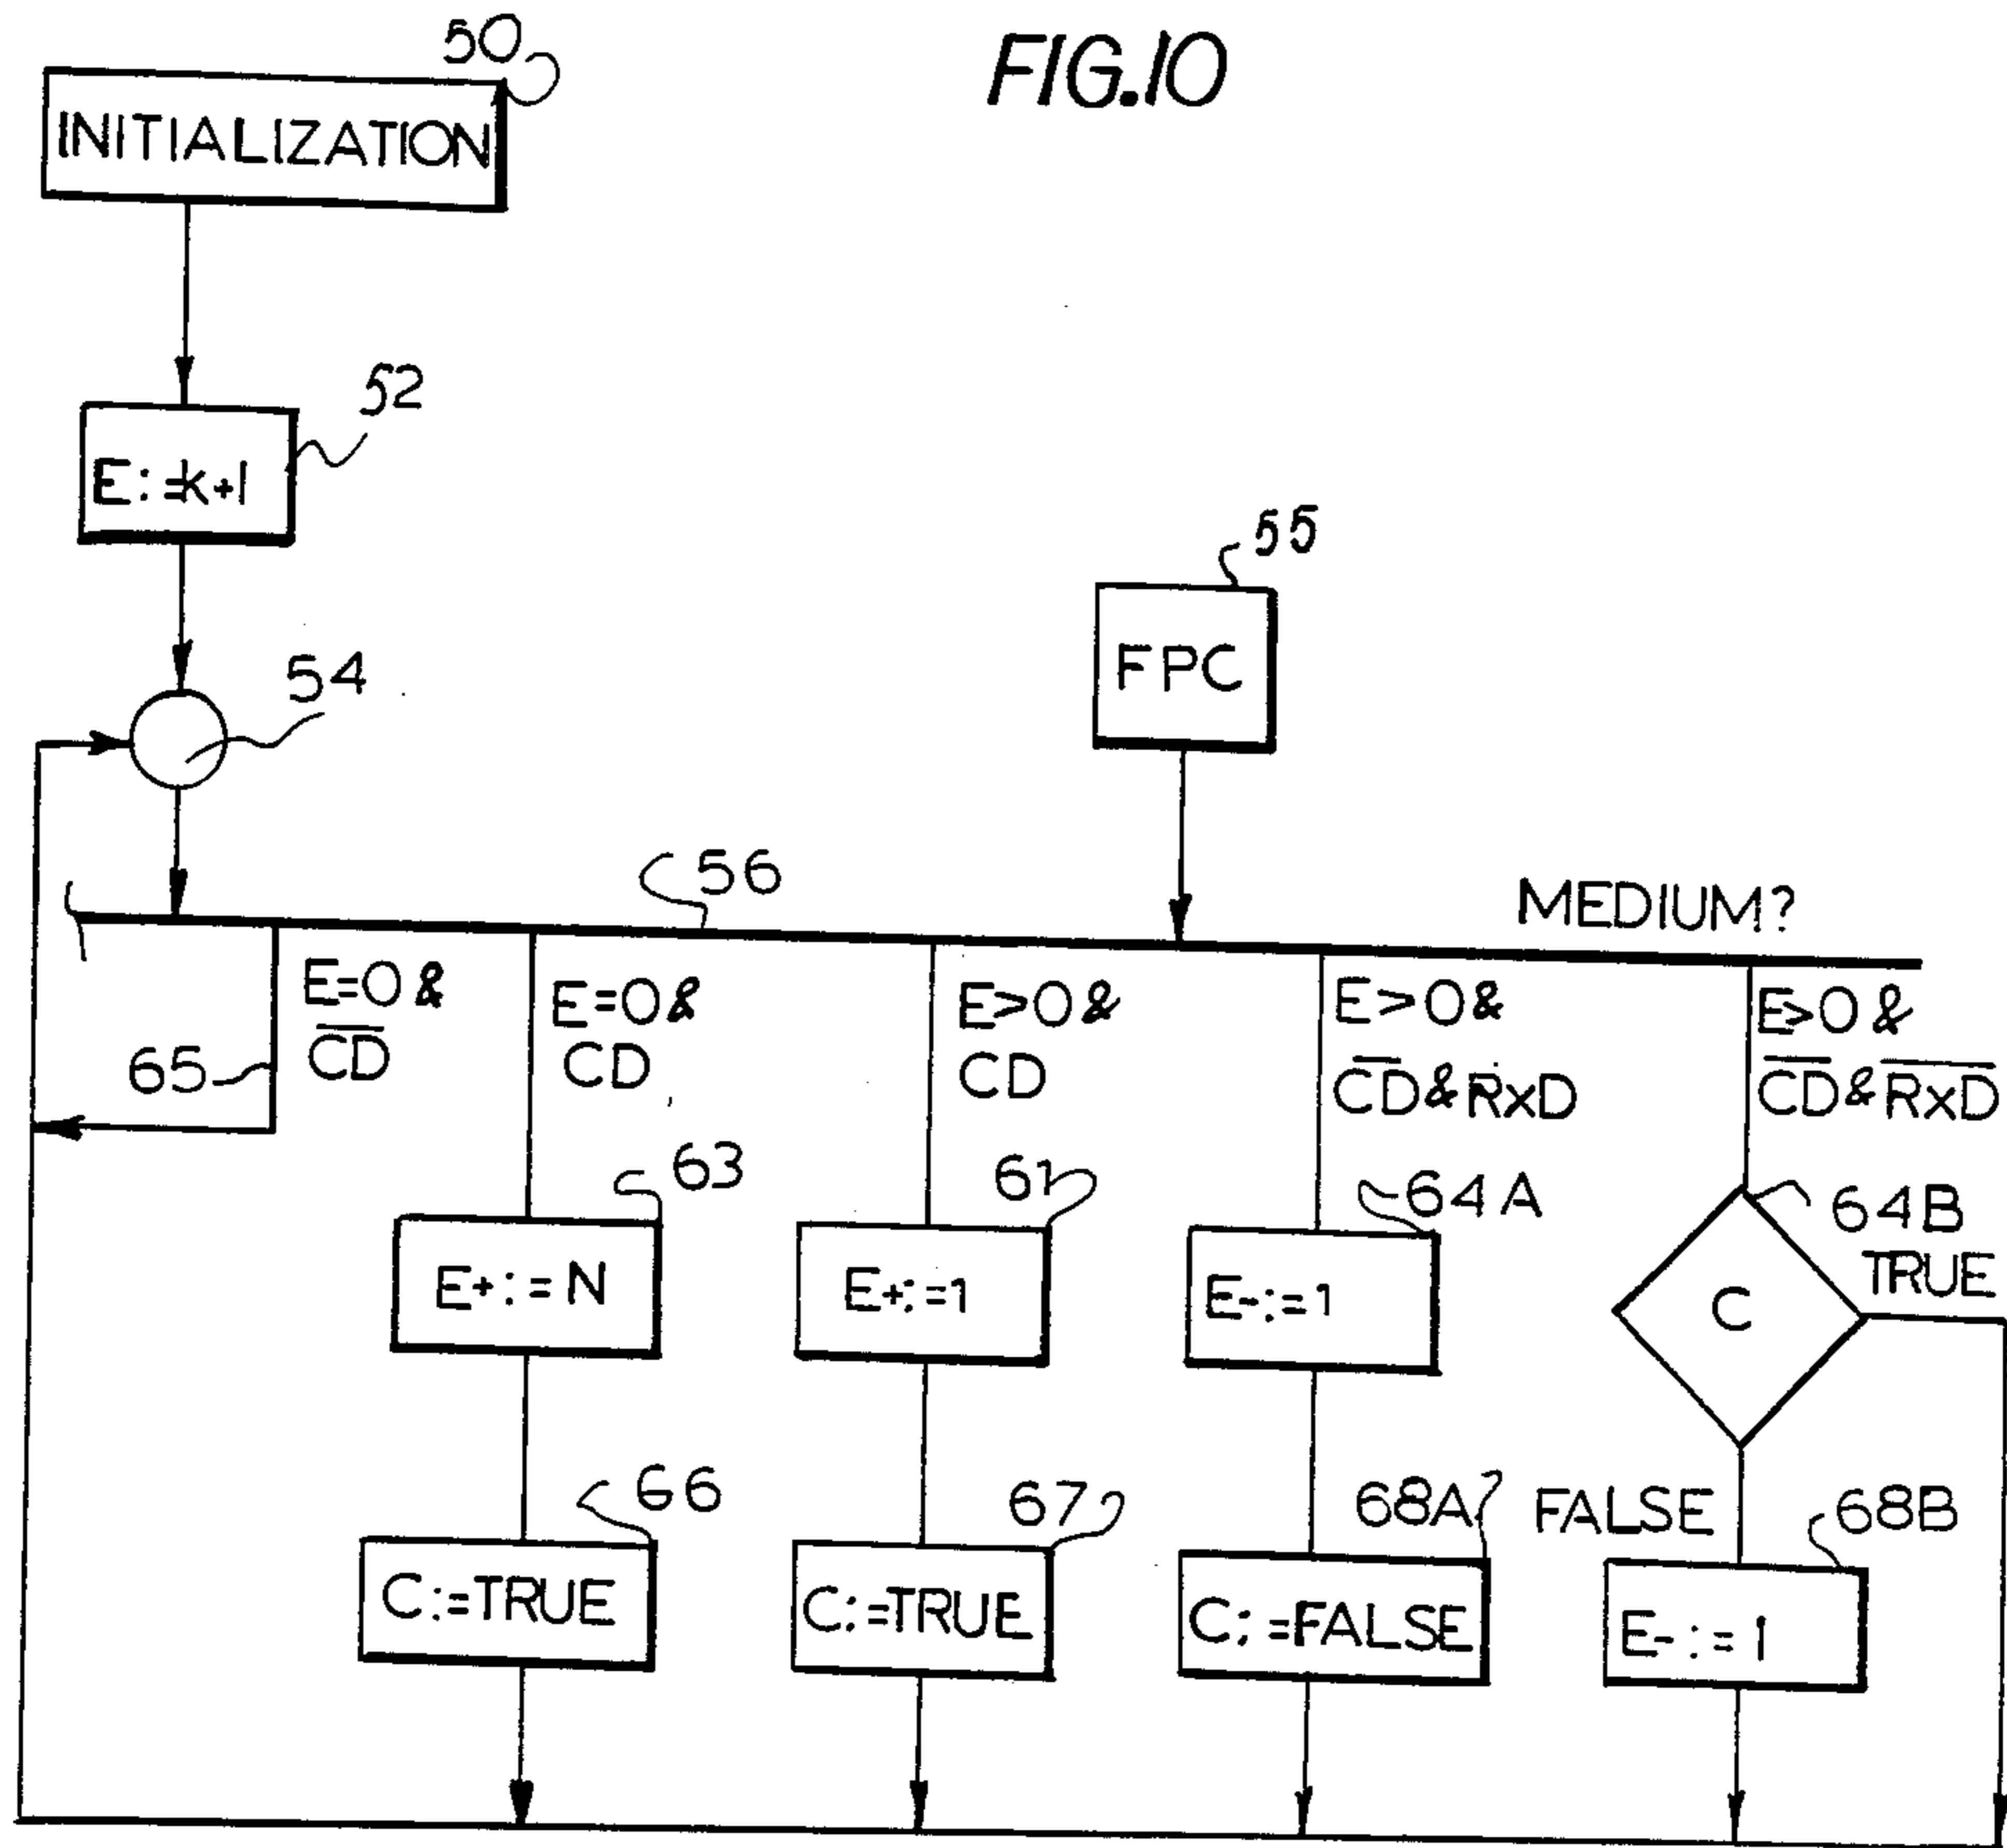 50
FIG.10
INITIALIZATION
52
E:=k+1
55
FPC
54
56
MEDIUM?
E=0&
C̅D̅
E=0&
CD
E>0&
CD
E>0&
C̅D̅&RxD
E>0&
C̅D̅&R̅x̅D̅
65
63
61
64A
64B
TRUE
E+:=N
E+:=1
E-:=1
C
66
67
68A
FALSE
68B
C:=TRUE
C:=TRUE
C:=FALSE
E-:=1